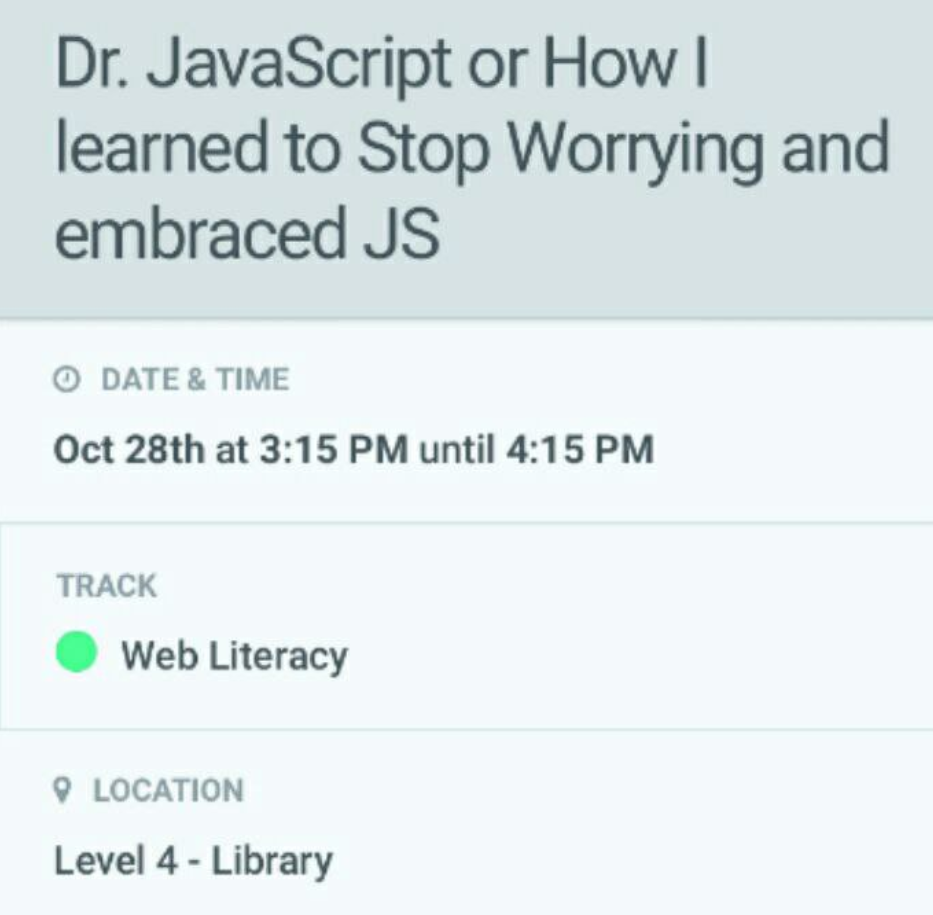 Dr. JavaScript or How I
learned to Stop Worrying and
embraced JS
DATE & TIME
Oct 28th at 3:15 PM until 4:15 PM
TRACK
Web Literacy
LOCATION
Level 4 - Library